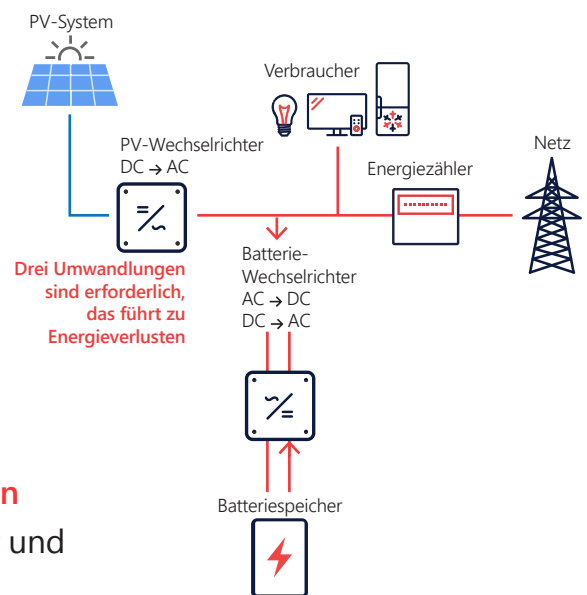 PV-System
Verbraucher
PV-Wechselrichter
DC → AC
Energiezähler
Netz
Drei Umwandlungen
sind erforderlich,
das führt zu
Energieverlusten
Batterie-
Wechselrichter
AC → DC
DC → AC
n
und
Batteriespeicher